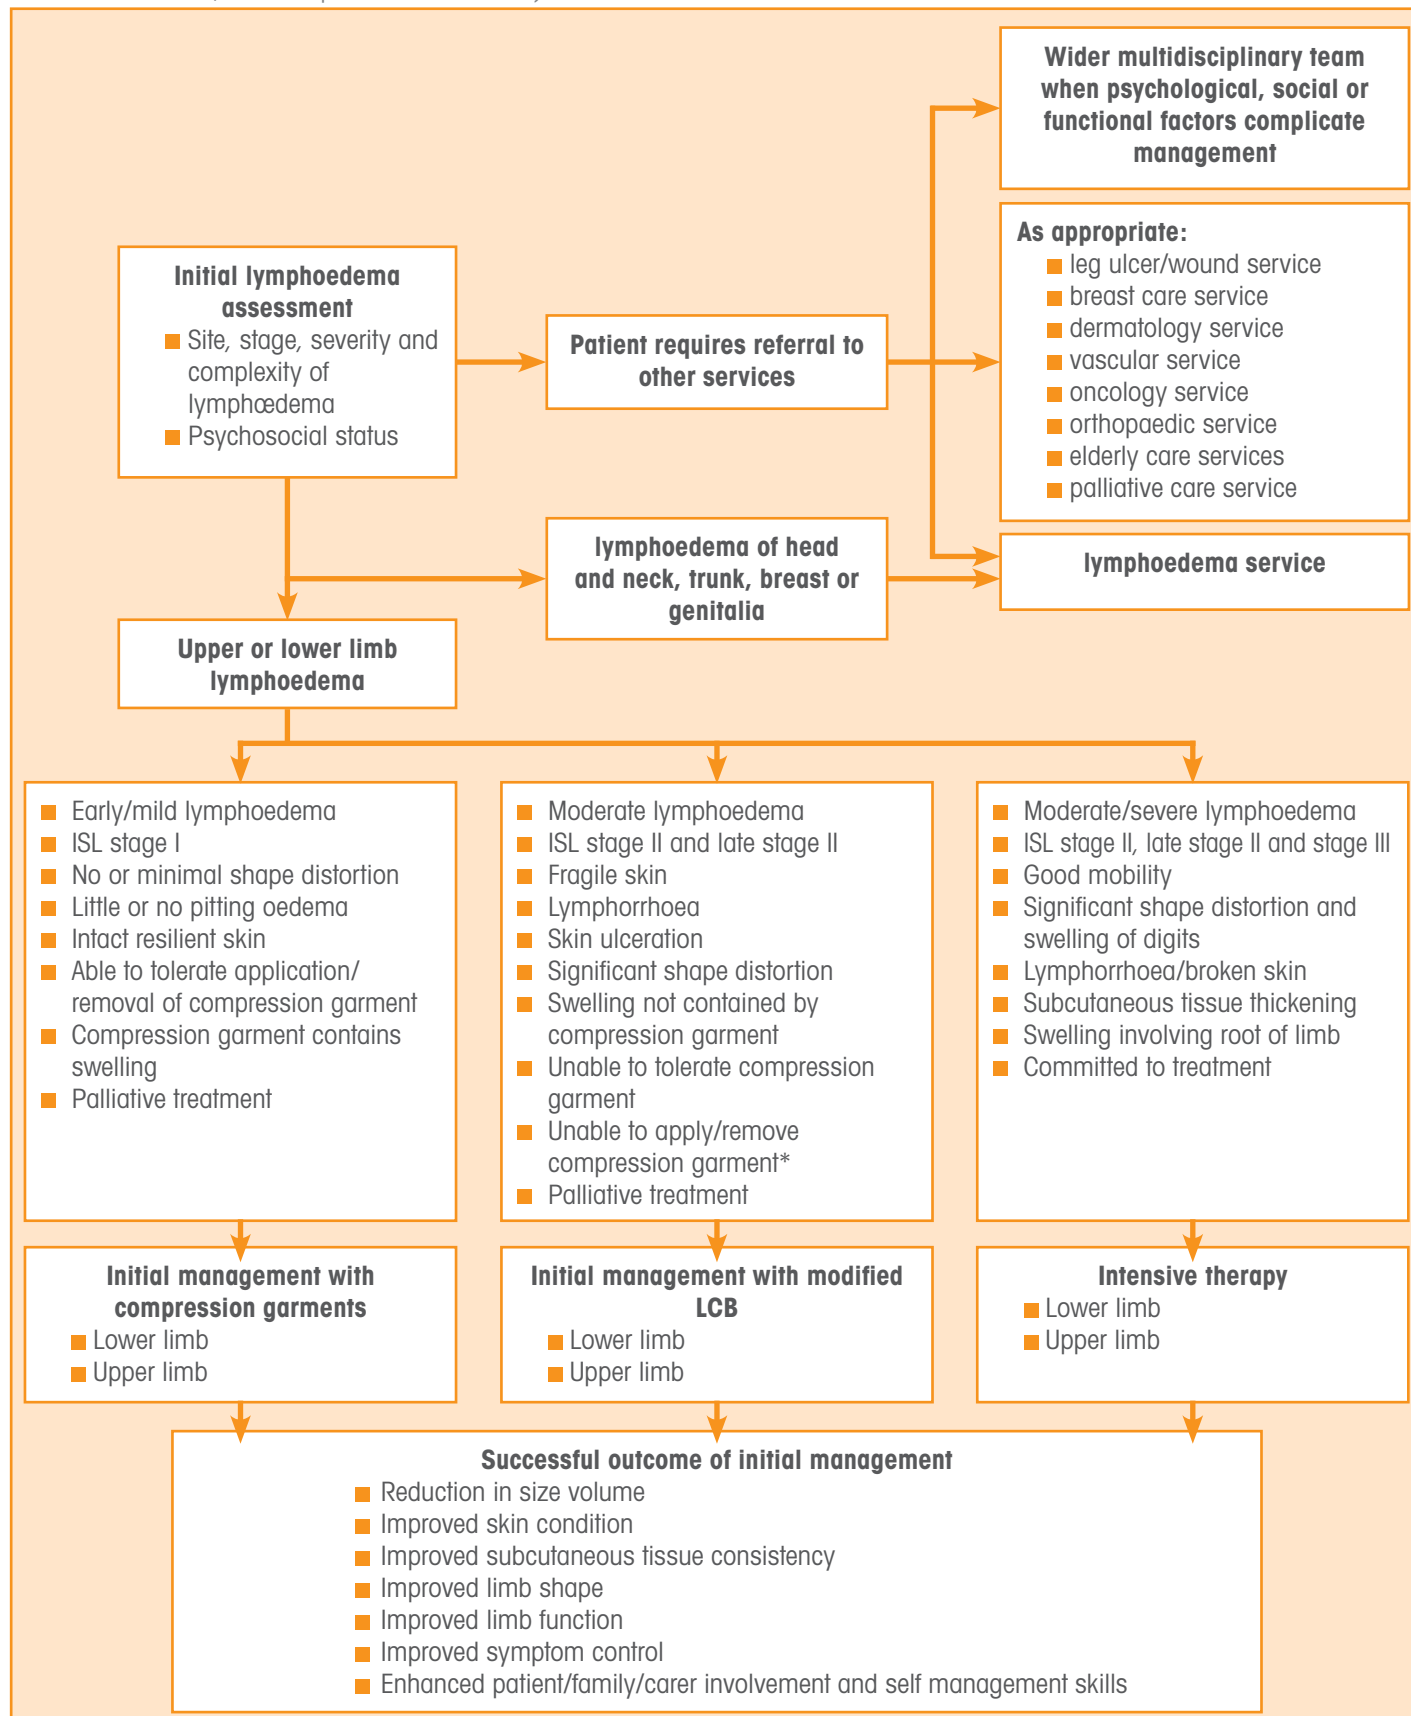 Wider multidisciplinary team
when psychological, social or
functional factors complicate
management
As appropriate:
leg ulcer/wound service
breast care service
dermatology service
vascular service
oncology service
orthopaedic service
elderly care services
palliative care service
Initial lymphoedema
assessment
Site, stage, severity and
complexity of
lymphœdema
Psychosocial status
Patient requires referral to
other services
lymphoedema of head
and neck, trunk, breast or
genitalia
lymphoedema service
Upper or lower limb
lymphoedema
Early/mild lymphoedema
ISL stage I
No or minimal shape distortion
Little or no pitting oedema
Intact resilient skin
Able to tolerate application/
removal of compression garment
Compression garment contains
swelling
Palliative treatment
Moderate lymphoedema
ISL stage II and late stage II
Fragile skin
Lymphorrhoea
Skin ulceration
Significant shape distortion
Swelling not contained by
compression garment
Unable to tolerate compression
garment
Unable to apply/remove
compression garment*
Palliative treatment
Moderate/severe lymphoedema
ISL stage II, late stage II and stage III
Good mobility
Significant shape distortion and
swelling of digits
Lymphorrhoea/broken skin
Subcutaneous tissue thickening
Swelling involving root of limb
Committed to treatment
Initial management with
compression garments
Lower limb
Upper limb
Initial management with modified
LCB
Lower limb
Upper limb
Intensive therapy
Lower limb
Upper limb
Successful outcome of initial management
Reduction in size volume
Improved skin condition
Improved subcutaneous tissue consistency
Improved limb shape
Improved limb function
Improved symptom control
Enhanced patient/family/carer involvement and self management skills